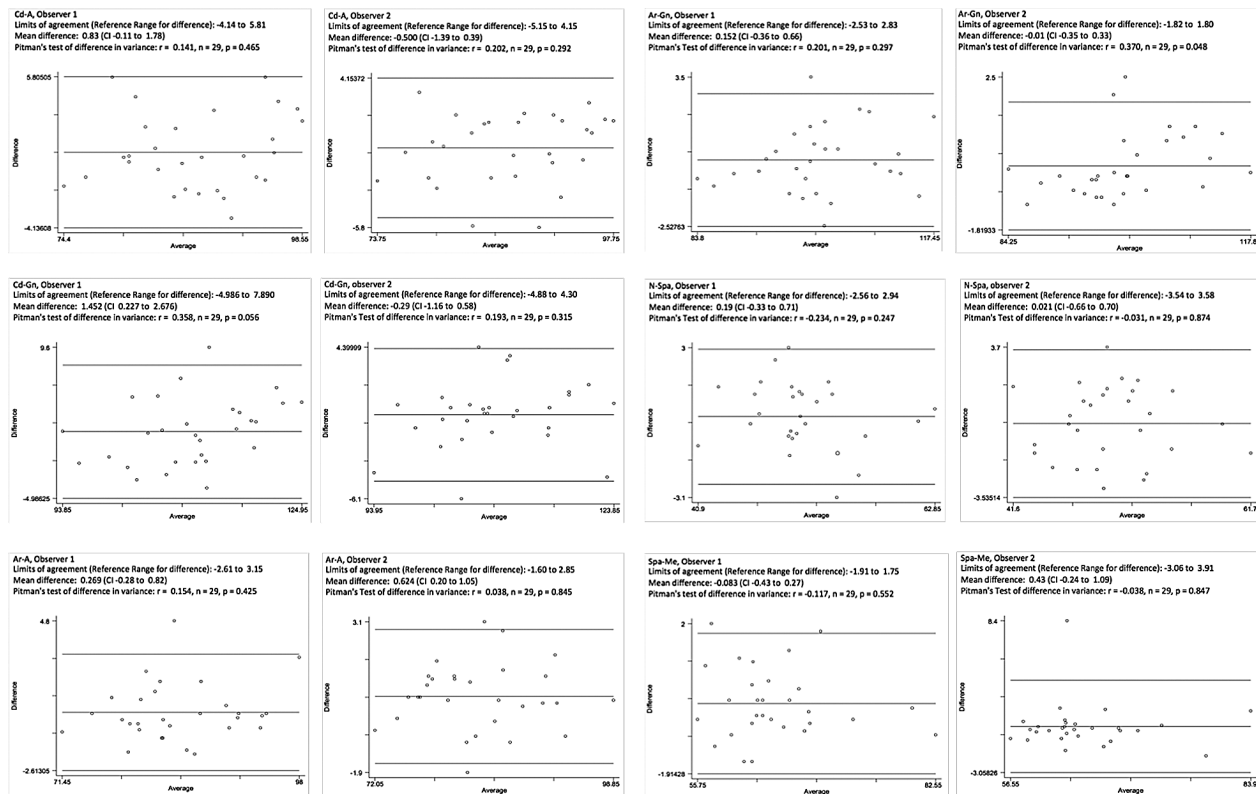 Cd-A, Observer 1
Limits of agreement (Reference Range for difference): -4.14 to 5.81
Mean difference: 0.83 (CI -0.11 to 1.78)
Pitman's test of difference in variance: r = 0.141, n = 29, p = 0.465
5.80505
Difference
-4.13608
74.4
98.55
Average
Cd-A, Observer 2
Limits of agreement (Reference Range for difference): -5.15 to 4.15
Mean difference: -0.500 (CI -1.39 to 0.39)
Pitman's test of difference in variance: r = 0.202, n = 29, p = 0.292
4.15372
Difference
-5.8
73.75
97.75
Average
Ar-Gn, Observer 1
Limits of agreement (Reference Range for difference): -2.53 to 2.83
Mean difference: 0.152 (CI -0.36 to 0.66)
Pitman's Test of difference in variance: r = 0.201, n = 29, p = 0.297
3.5
Difference
-2.52763
83.8
117.45
Average
Ar-Gn, Observer 2
Limits of agreement (Reference Range for difference): -1.82 to 1.80
Mean difference: -0.01 (CI -0.35 to 0.33)
Pitman's test of difference in variance: r = 0.370, n = 29, p = 0.048
2.5
Difference
-1.81933
84.25
117.8
Average
Cd-Gn, Observer 1
Limits of agreement (Reference Range for difference): -4.986 to 7.890
Mean difference: 1.452 (CI 0.227 to 2.676)
Pitman's test of difference in variance: r = 0.358, n = 29, p = 0.056
9.6
Difference
-4.98625
93.85
124.95
Average
Cd-Gn, observer 2
Limits of agreement (Reference Range for difference): -4.88 to 4.30
Mean difference: -0.29 (CI -1.16 to 0.58)
Pitman's Test of difference in variance: r = 0.193, n = 29, p = 0.315
4.39999
Difference
-6.1
93.95
123.85
Average
N-Spa, Observer 1
Limits of agreement (Reference Range for difference): -2.56 to 2.94
Mean difference: 0.19 (CI -0.33 to 0.71)
Pitman's test of difference in variance: r = -0.234, n = 29, p = 0.247
3
Difference
-3.1
40.9
62.85
Average
N-Spa, observer 2
Limits of agreement (Reference Range for difference): -3.54 to 3.58
Mean difference: 0.021 (CI -0.66 to 0.70)
Pitman's test of difference in variance: r = -0.031, n = 29, p = 0.874
3.7
Difference
-3.53514
41.6
61.7
Average
Ar-A, Observer 1
Limits of agreement (Reference Range for difference): -2.61 to 3.15
Mean difference: 0.269 (CI -0.28 to 0.82)
Pitman's test of difference in variance: r = 0.154, n = 29, p = 0.425
4.8
Difference
-2.61305
71.45
98
Average
Ar-A, Observer 2
Limits of agreement (Reference Range for difference): -1.60 to 2.85
Mean difference: 0.624 (CI 0.20 to 1.05)
Pitman's Test of difference in variance: r = 0.038, n = 29, p = 0.845
3.1
Difference
-1.9
72.05
98.85
Average
Spa-Me, Observer 1
Limits of agreement (Reference Range for difference): -1.91 to 1.75
Mean difference: -0.083 (CI -0.43 to 0.27)
Pitman's test of difference in variance: r = -0.117, n = 29, p = 0.552
2
Difference
-1.91428
55.75
82.55
Average
Spa-Me, Observer 2
Limits of agreement (Reference Range for difference): -3.06 to 3.91
Mean difference: 0.43 (CI -0.24 to 1.09)
Pitman's Test of difference in variance: r = -0.038, n = 29, p = 0.847
8.4
Difference
-3.05826
56.55
83.9
Average